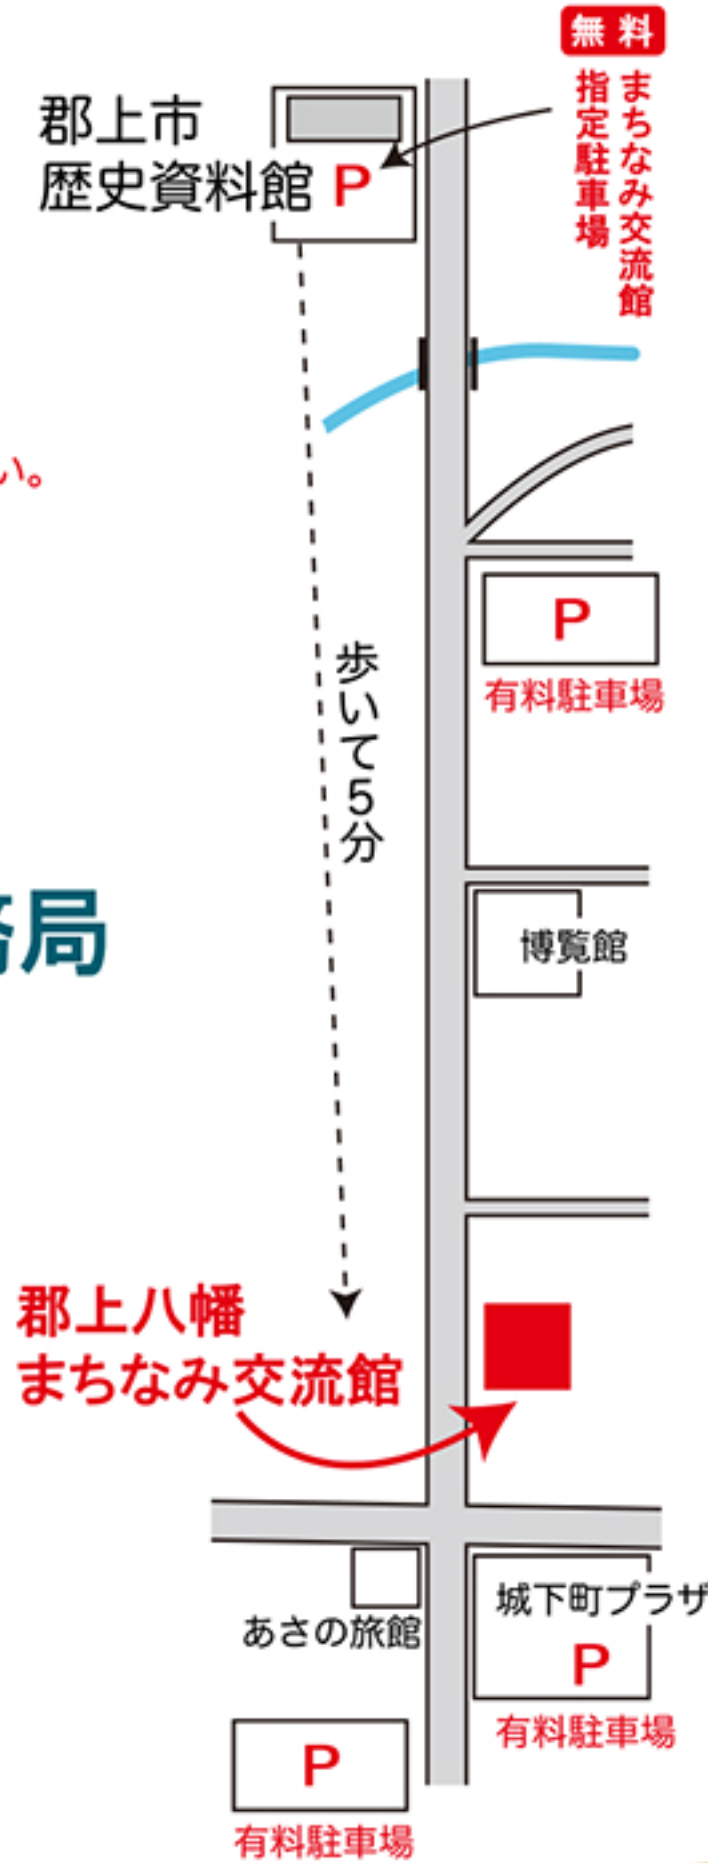 無料
まちなみ交流館
指定駐車場
郡上市
歴史資料館
P
い。
P
有料駐車場
歩いて5分
局
博覧館
郡上八幡
まちなみ交流館
あさの旅館
城下町プラザ
P
有料駐車場
P
有料駐車場